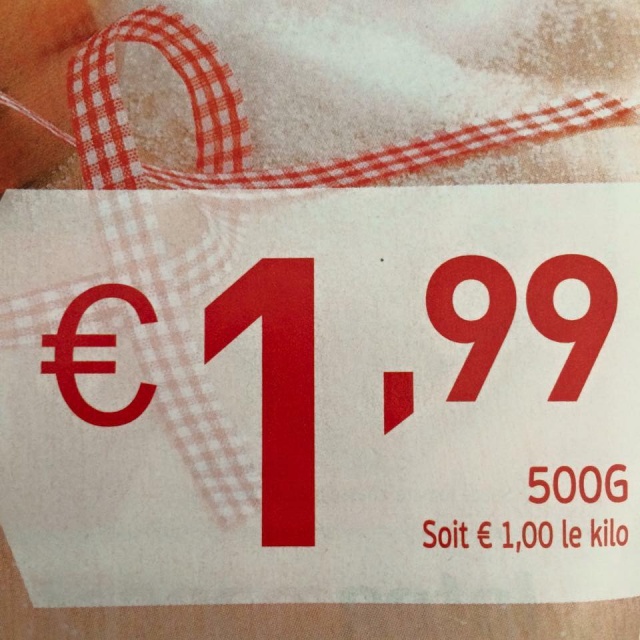 €1,99
500G
Soit € 1,00 le kilo